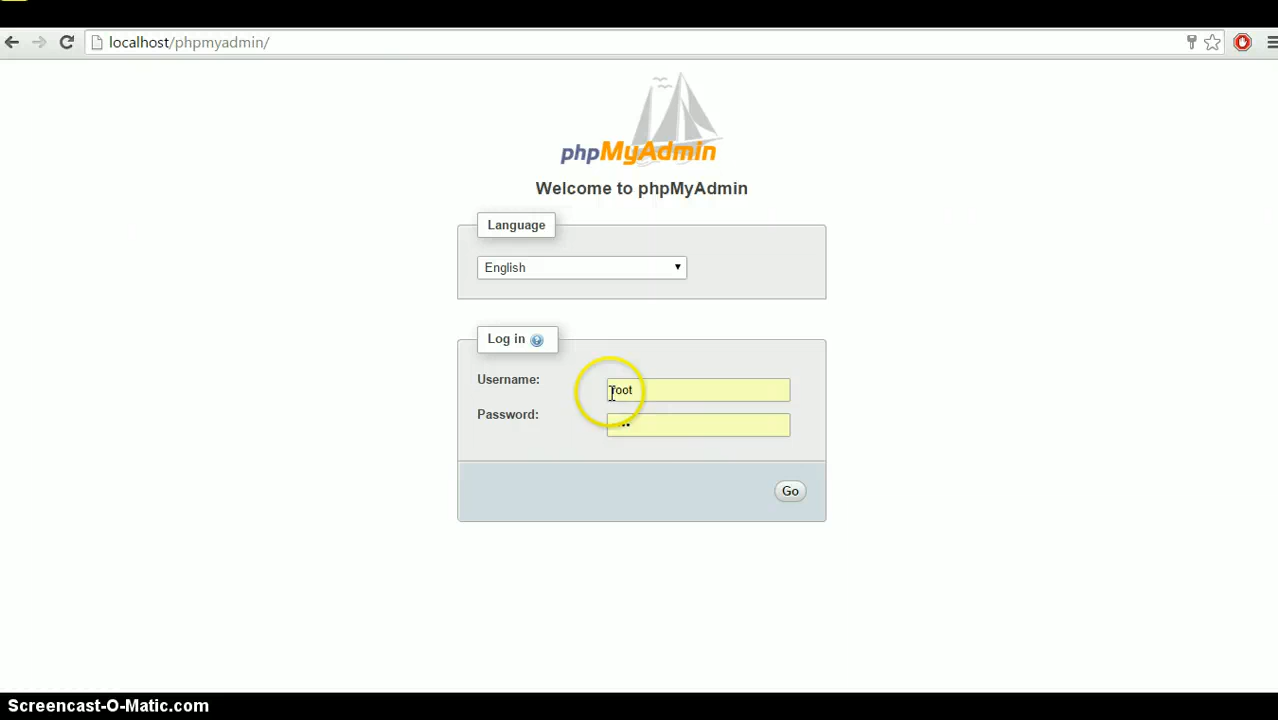 localhost/phpmyadmin/
phpMyAdmin
Welcome to phpMyAdmin
Language
English
Log in
Username:
root
Password:
Go
Screencast-O-Matic.com